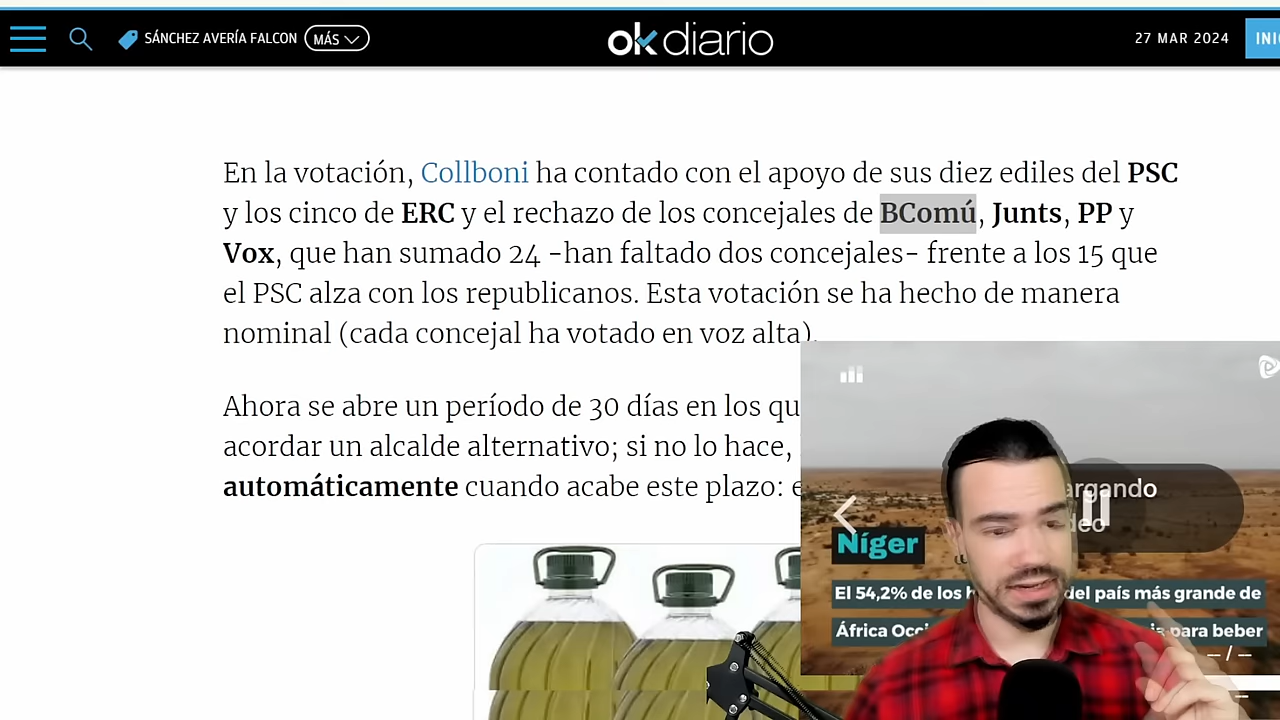 SÁNCHEZ AVERÍA FALCON
MÁS
okdiario
27 MAR 2024
En la votación, Collboni ha contado con el apoyo de sus diez ediles del PSC
y los cinco de ERC y el rechazo de los concejales de BComú, Junts, PP y
Vox, que han sumado 24 -han faltado dos concejales- frente a los 15 que
el PSC alza con los republicanos. Esta votación se ha hecho de manera
nominal (cada concejal ha votado en voz alta).
Ahora se abre un período de 30 días en los
acordar un alcalde alternativo; si no lo hace,
automáticamente cuando acabe este plazo:
Níger
El 54,2% de los del país más grande de
África para beber